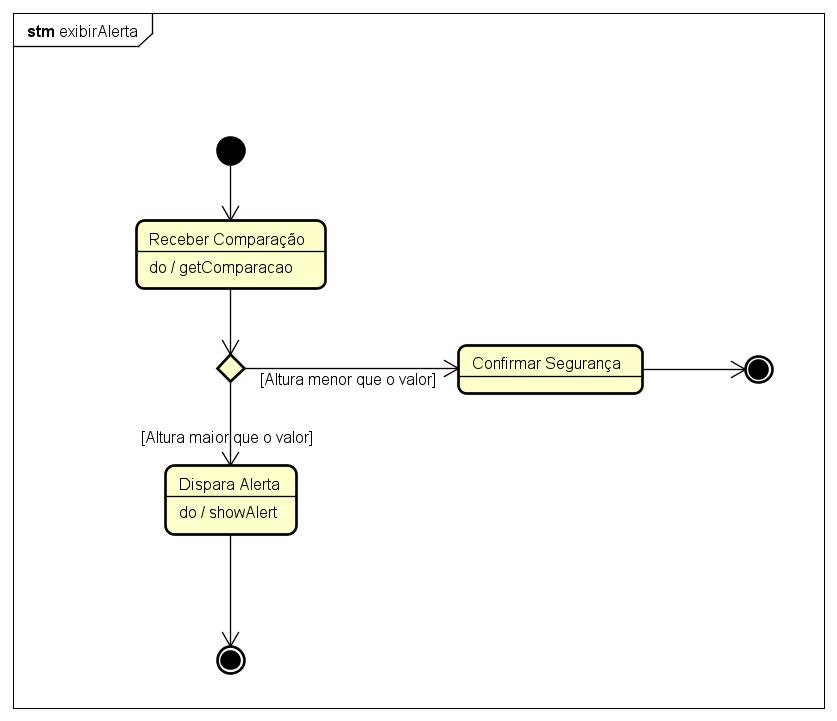 stm exibirAlerta
Receber Comparação
do / getComparacao
Confirmar Segurança
[Altura menor que o valor]
[Altura maior que o valor]
Dispara Alerta
do / showAlert